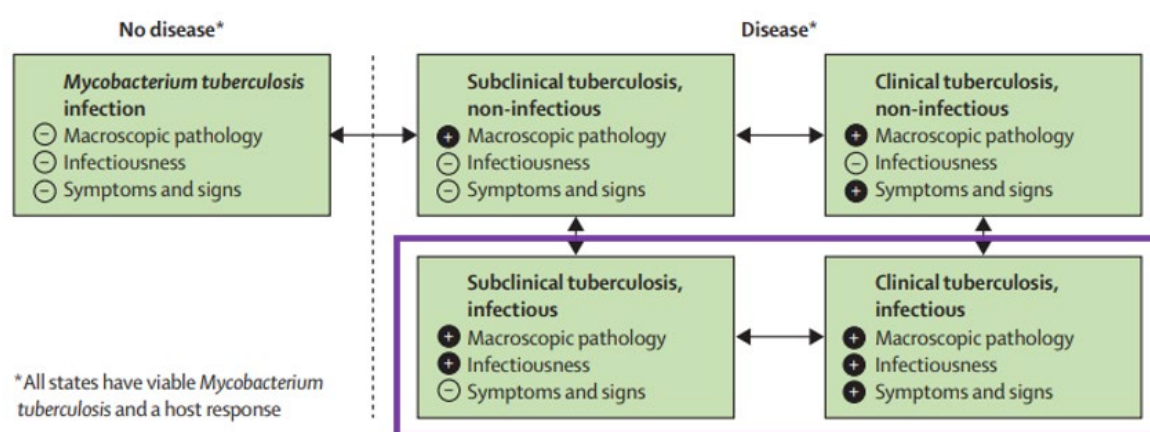 No disease*
Disease*
Mycobacterium tuberculosis
infection
− Macroscopic pathology
− Infectiousness
− Symptoms and signs
Subclinical tuberculosis,
non-infectious
+ Macroscopic pathology
− Infectiousness
− Symptoms and signs
Clinical tuberculosis,
non-infectious
+ Macroscopic pathology
− Infectiousness
+ Symptoms and signs
Subclinical tuberculosis,
infectious
+ Macroscopic pathology
+ Infectiousness
− Symptoms and signs
Clinical tuberculosis,
infectious
+ Macroscopic pathology
+ Infectiousness
+ Symptoms and signs
*All states have viable Mycobacterium
tuberculosis and a host response